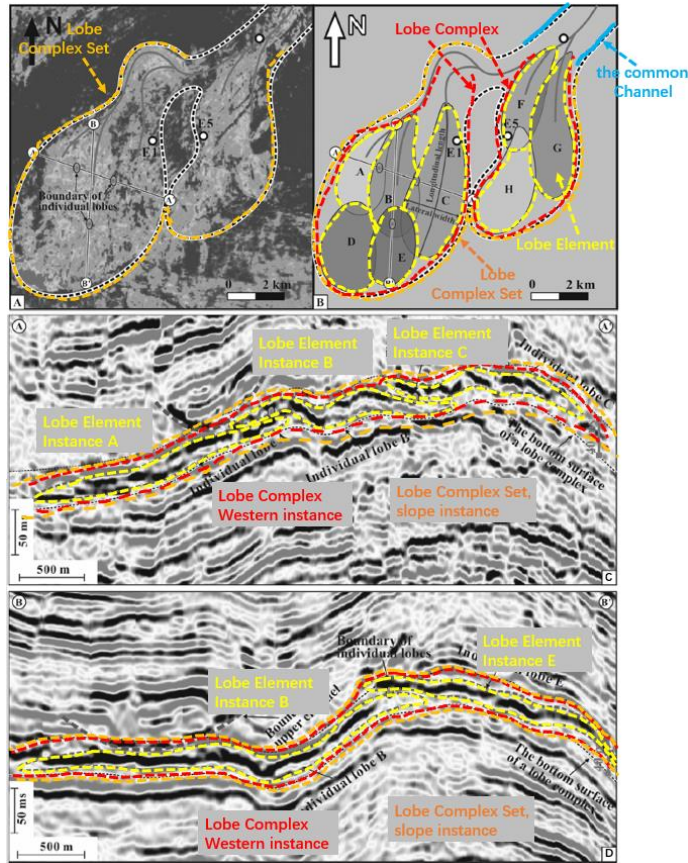 N
Lobe
Complex Set
B
A
E1
E5
A'
Boundary of
individual lobes
B'
0 2 km
A
N
Lobe Complex
the common
Channel
F
E5
G
A
E1
A
B
C
Longitudinal length
Lateral width
H
D
E
Lobe Element
Lobe
Complex Set
0 2 km
B
A
A'
Lobe Element
Instance B
Lobe Element
Instance C
Individual lobe C
Lobe Element
Instance A
Individual lobe B
The bottom surface
of a lobe complex
Lobe Complex
Western instance
Lobe Complex Set,
slope instance
50 ms
500 m
C
B
B'
Boundary of
individual lobes
Lobe Element
Instance E
Lobe Element
Instance B
Individual lobe B
The bottom surface
of a lobe complex
Lobe Complex
Western instance
Lobe Complex Set,
slope instance
50 ms
500 m
D